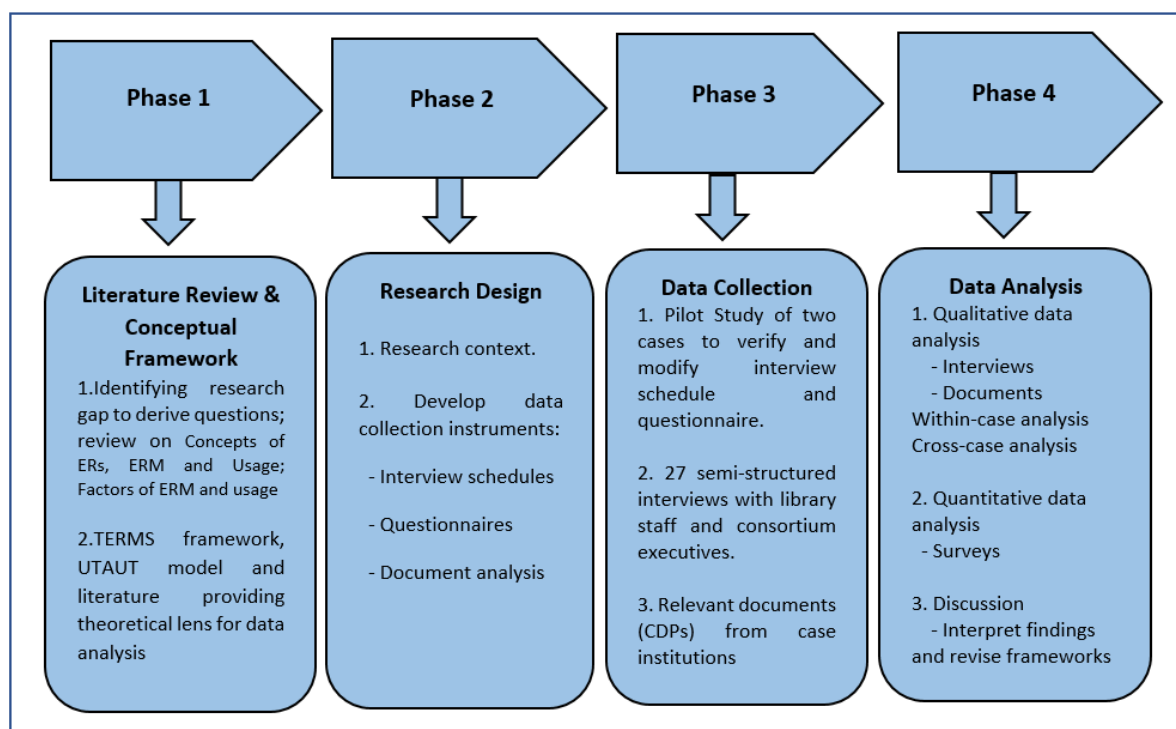 Phase 1
Phase 2
Phase 3
Phase 4
Literature Review &
Conceptual
Framework
1.Identifying research
gap to derive questions;
review on Concepts of
ERs, ERM and Usage;
Factors of ERM and usage
2.TERMS framework,
UTAUT model and
literature providing
theoretical lens for data
analysis
Research Design
1. Research context.
2. Develop data
collection instruments:
- Interview schedules
- Questionnaires
- Document analysis
Data Collection
1. Pilot Study of two
cases to verify and
modify interview
schedule and
questionnaire.
2. 27 semi-structured
interviews with library
staff and consortium
executives.
3. Relevant documents
(CDPs) from case
institutions
Data Analysis
1. Qualitative data
analysis
- Interviews
- Documents
Within-case analysis
Cross-case analysis
2. Quantitative data
analysis
- Surveys
3. Discussion
- Interpret findings
and revise frameworks